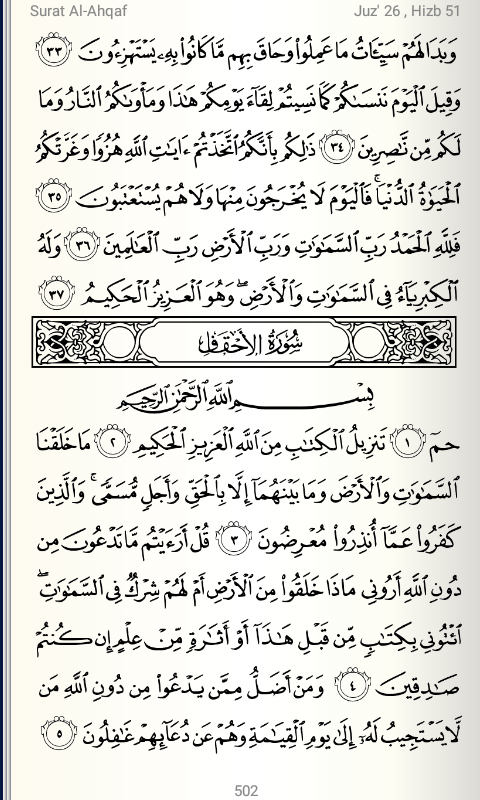 Surat Al-Ahqaf
Juz' 26 , Hizb 51
وَبَدَا لَهُمْ سَيِّـَٔاتُ مَا عَمِلُوا۟ وَحَاقَ بِهِم مَّا كَانُوا۟ بِهِۦ يَسْتَهْزِءُونَ ٣٣
وَقِيلَ ٱلْيَوْمَ نَنسَىٰكُمْ كَمَا نَسِيتُمْ لِقَآءَ يَوْمِكُمْ هَٰذَا وَمَأْوَىٰكُمُ ٱلنَّارُ وَمَا
لَكُم مِّن نَّٰصِرِينَ ٣٤ ذَٰلِكُم بِأَنَّكُمُ ٱتَّخَذْتُمْ ءَايَٰتِ ٱللَّهِ هُزُوًا وَغَرَّتْكُمُ
ٱلْحَيَوٰةُ ٱلدُّنْيَا ۚ فَٱلْيَوْمَ لَا يُخْرَجُونَ مِنْهَا وَلَا هُمْ يُسْتَعْتَبُونَ ٣٥
فَلِلَّهِ ٱلْحَمْدُ رَبِّ ٱلسَّمَٰوَٰتِ وَرَبِّ ٱلْأَرْضِ رَبِّ ٱلْعَٰلَمِينَ ٣٦ وَلَهُ
ٱلْكِبْرِيَآءُ فِى ٱلسَّمَٰوَٰتِ وَٱلْأَرْضِ ۖ وَهُوَ ٱلْعَزِيزُ ٱلْحَكِيمُ ٣٧
سُورَةُ الأَحْقَافِ
بِسْمِ ٱللَّهِ ٱلرَّحْمَٰنِ ٱلرَّحِيمِ
حمٓ ١ تَنزِيلُ ٱلْكِتَٰبِ مِنَ ٱللَّهِ ٱلْعَزِيزِ ٱلْحَكِيمِ ٢ مَا خَلَقْنَا
ٱلسَّمَٰوَٰتِ وَٱلْأَرْضَ وَمَا بَيْنَهُمَآ إِلَّا بِٱلْحَقِّ وَأَجَلٍ مُّسَمًّى ۚ وَٱلَّذِينَ
كَفَرُوا۟ عَمَّآ أُنذِرُوا۟ مُعْرِضُونَ ٣ قُلْ أَرَءَيْتُم مَّا تَدْعُونَ مِن
دُونِ ٱللَّهِ أَرُونِى مَاذَا خَلَقُوا۟ مِنَ ٱلْأَرْضِ أَمْ لَهُمْ شِرْكٌ فِى ٱلسَّمَٰوَٰتِ ۖ
ٱئْتُونِى بِكِتَٰبٍ مِّن قَبْلِ هَٰذَآ أَوْ أَثَٰرَةٍ مِّنْ عِلْمٍ إِن كُنتُمْ
صَٰدِقِينَ ٤ وَمَنْ أَضَلُّ مِمَّن يَدْعُوا۟ مِن دُونِ ٱللَّهِ مَن
لَّا يَسْتَجِيبُ لَهُۥٓ إِلَىٰ يَوْمِ ٱلْقِيَٰمَةِ وَهُمْ عَن دُعَآئِهِمْ غَٰفِلُونَ ٥
502